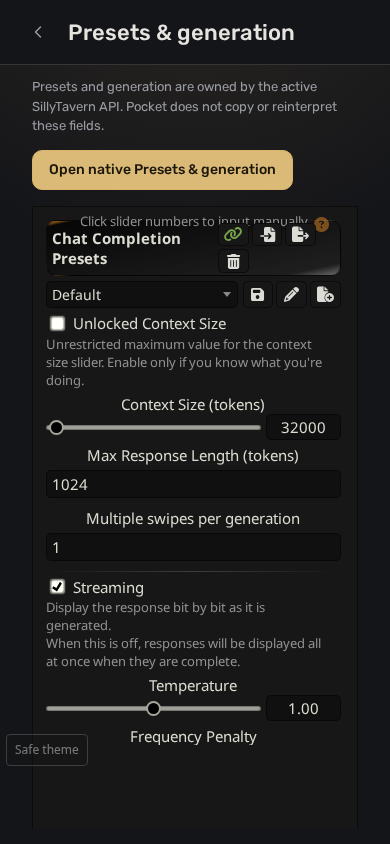 Presets & generation
Presets and generation are owned by the active
SillyTavern API. Pocket does not copy or reinterpret
these fields.
Open native Presets & generation
Click slider numbers to input manually. ?
Chat Completion
Presets
Default
Unlocked Context Size
Unrestricted maximum value for the context
size slider. Enable only if you know what you're
doing.
Context Size (tokens)
32000
Max Response Length (tokens)
1024
Multiple swipes per generation
1
Streaming
Display the response bit by bit as it is
generated.
When this is off, responses will be displayed all
at once when they are complete.
Temperature
1.00
Frequency Penalty
Safe theme